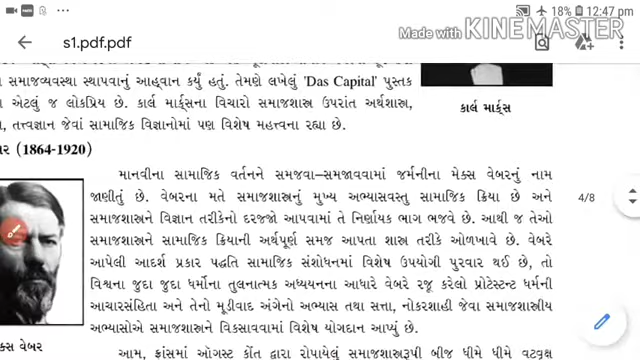 18% 12:47 pm
Made with KINEMASTER
s1.pdf.pdf
સમાજવ્યવસ્થા સ્થાપવાનું આહ્વાન કર્યું હતું. તેમણે લખેલું 'Das Capital' પુસ્તક
એટલું જ લોકપ્રિય છે. કાર્લ માર્ક્સના વિચારો સમાજશાસ્ત્ર ઉપરાંત અર્થશાસ્ત્ર,
તત્ત્વજ્ઞાન જેવાં સામાજિક વિજ્ઞાનોમાં પણ વિશેષ મહત્ત્વના રહ્યા છે.
કાર્લ માર્ક્સ
(1864-1920)
માનવીના સામાજિક વર્તનને સમજવા–સમજાવવામાં જર્મનીના મેક્સ વેબરનું નામ
જાણીતું છે. વેબરના મતે સમાજશાસ્ત્રનું મુખ્ય અભ્યાસવસ્તુ સામાજિક ક્રિયા છે અને
4/8
સમાજશાસ્ત્રને વિજ્ઞાન તરીકેનો દરજ્જો આપવામાં તે નિર્ણાયક ભાગ ભજવે છે. આથી જ તેઓ
સમાજશાસ્ત્રને સામાજિક ક્રિયાની અર્થપૂર્ણ સમજ આપતા શાસ્ત્ર તરીકે ઓળખાવે છે. વેબરે
આપેલી આદર્શ પ્રકાર પદ્ધતિ સામાજિક સંશોધનમાં વિશેષ ઉપયોગી પુરવાર થઈ છે, તો
વિશ્વના જુદા જુદા ધર્મોના તુલનાત્મક અધ્યયનના આધારે વેબરે રજૂ કરેલો પ્રોટેસ્ટન્ટ ધર્મની
આચારસંહિતા અને તેનો મૂડીવાદ અંગેનો અભ્યાસ તથા સત્તા, નોકરશાહી જેવા સમાજશાસ્ત્રીય
અભ્યાસોએ સમાજશાસ્ત્રને વિકસાવવામાં વિશેષ યોગદાન આપ્યું છે.
વેબર
આમ, ફ્રાંસમાં ઑગસ્ટ કોંત દ્વારા રોપાયેલું સમાજશાસ્ત્રરૂપી બીજ ધીમે ધીમે વટવૃક્ષ